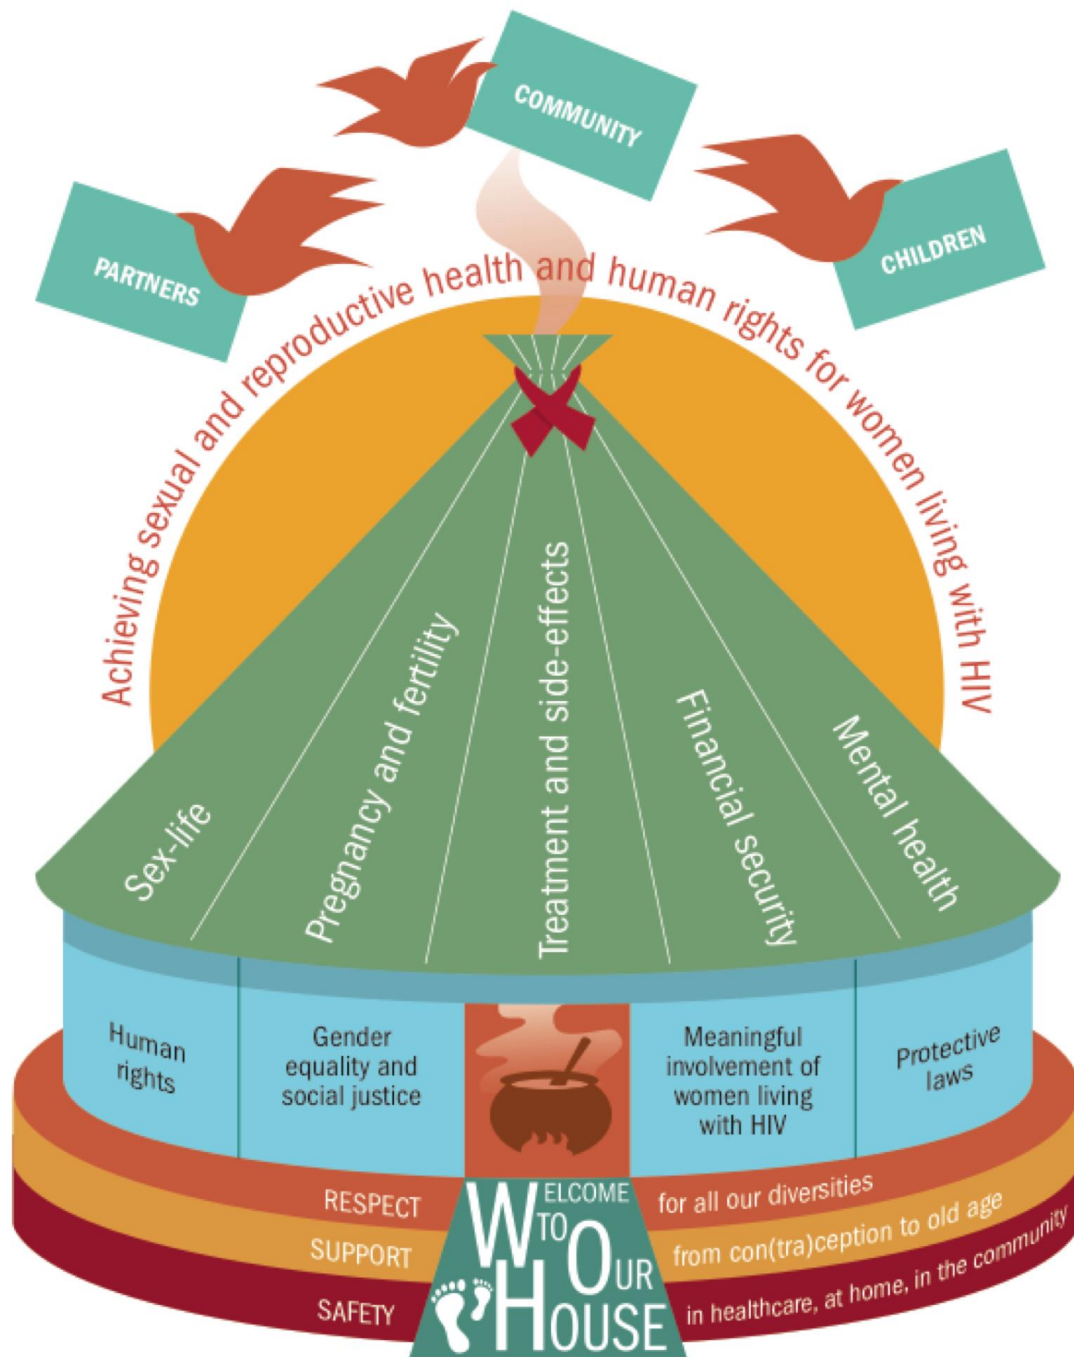 COMMUNITY
PARTNERS
CHILDREN
Achieving sexual and reproductive health and human rights for women living with HIV
Sex-life
Pregnancy and fertility
Treatment and side-effects
Financial security
Mental health
Human
rights
Gender
equality and
social justice
Meaningful
involvement of
women living
with HIV
Protective
laws
RESPECT
for all our diversities
SUPPORT
from con(tra)ception to old age
SAFETY
in healthcare, at home, in the community
WELCOME
TO
OUR
HOUSE